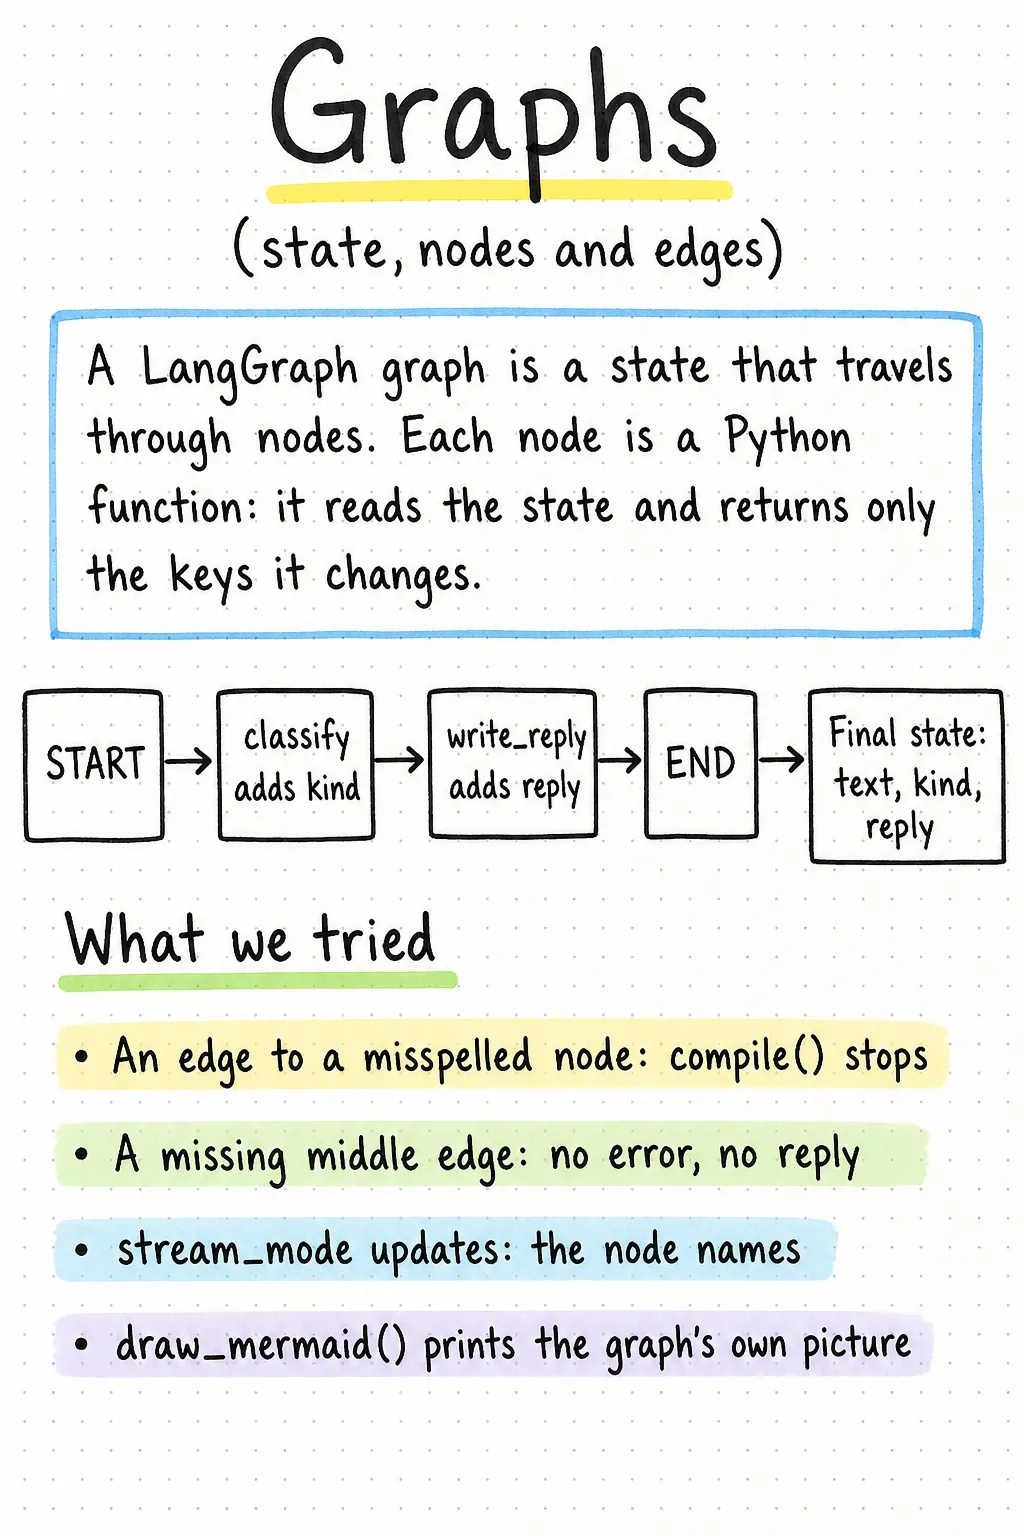 Graphs
(state, nodes and edges)
A LangGraph graph is a state that travels
through nodes. Each node is a Python
function: it reads the state and returns only
the keys it changes.
START
classify
adds kind
write_reply
adds reply
END
Final state:
text, kind,
reply
What we tried
• An edge to a misspelled node: compile() stops
• A missing middle edge: no error, no reply
• stream_mode updates: the node names
• draw_mermaid() prints the graph's own picture